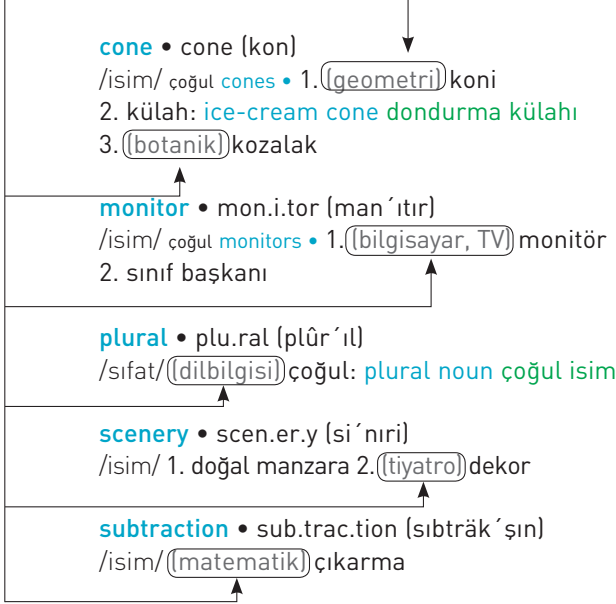 cone • cone (kon)
/isim/ çoğul cones • 1. (geometri) koni
2. külah: ice-cream cone dondurma külahı
3. (botanik) kozalak
monitor • mon.i.tor (man´ıtır)
/isim/ çoğul monitors • 1. (bilgisayar, TV) monitör
2. sınıf başkanı
plural • plu.ral (plûr´ıl)
/sıfat/ (dilbilgisi) çoğul: plural noun çoğul isim
scenery • scen.er.y (si´nıri)
/isim/ 1. doğal manzara 2. (tiyatro) dekor
subtraction • sub.trac.tion (sıbträk´şın)
/isim/ (matematik) çıkarma